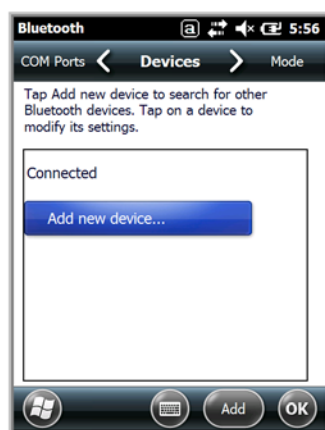 Bluetooth a 5:56
COM Ports Devices Mode
Tap Add new device to search for other
Bluetooth devices. Tap on a device to
modify its settings.
Connected
Add new device...
Add OK